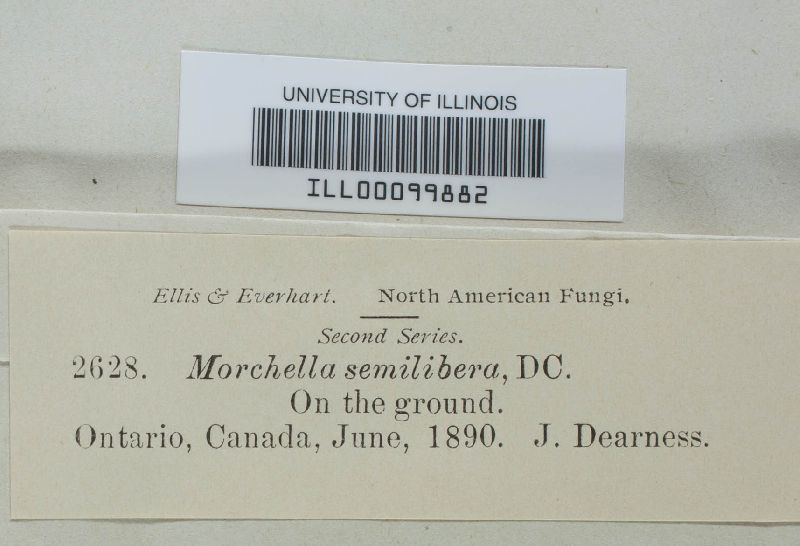 UNIVERSITY OF ILLINOIS
ILL00099882
Ellis & Everhart. North American Fungi.
Second Series.
2628. Morchella semilibera, DC.
On the ground.
Ontario, Canada, June, 1890. J. Dearness.